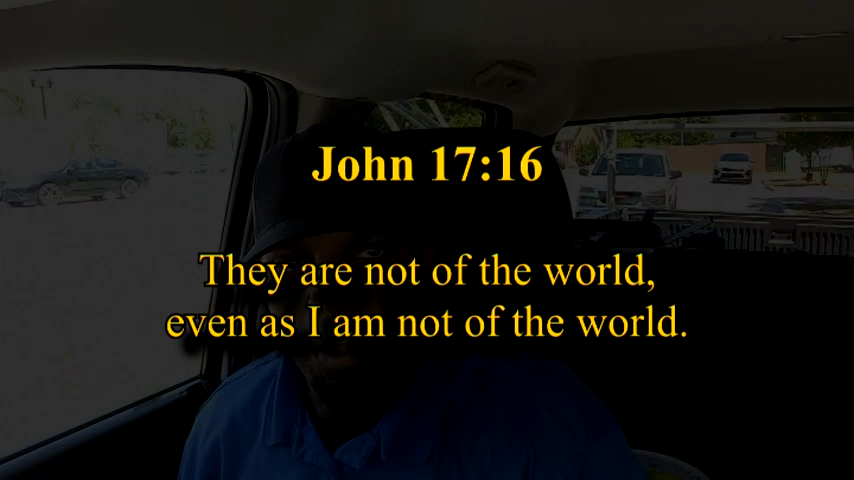 John 17:16
They are not of the world,
even as I am not of the world.